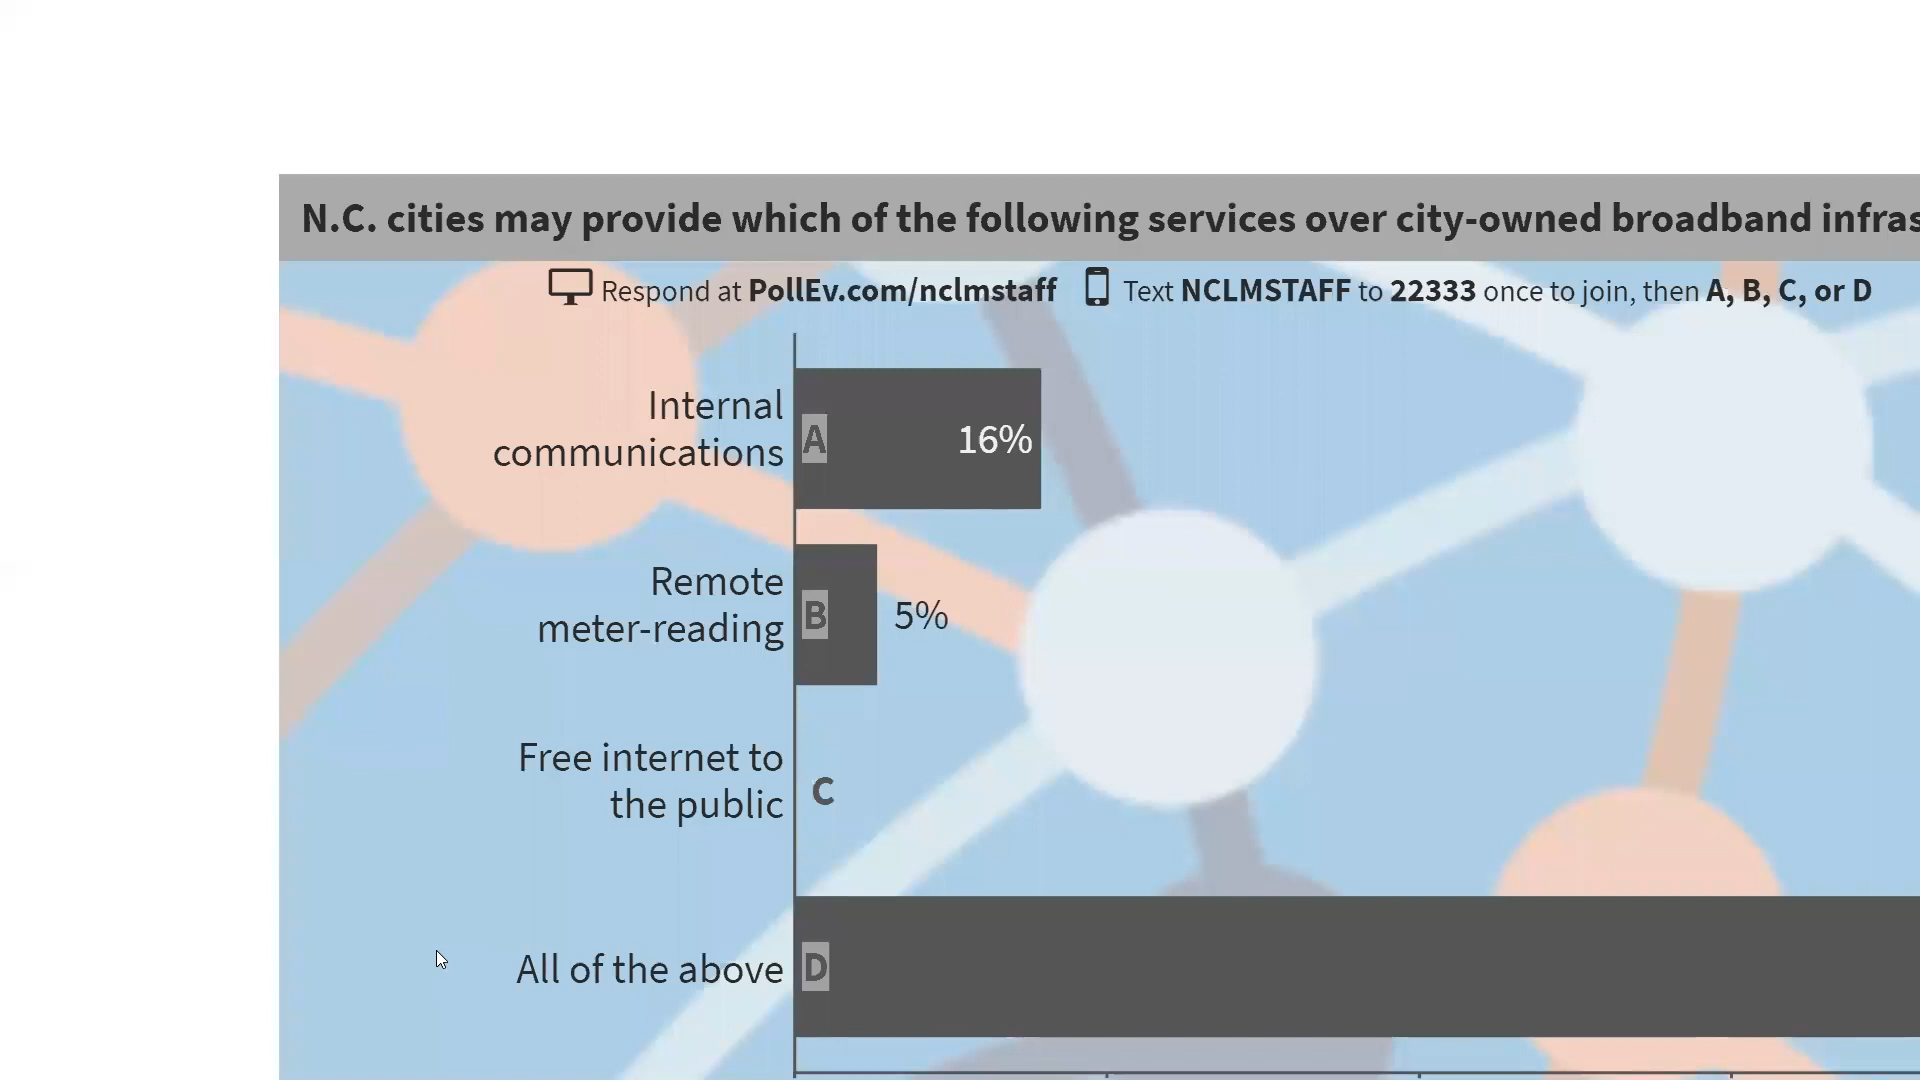 N.C. cities may provide which of the following services over city-owned broadband
Respond at PollEv.com/nclmstaff Text NCLMSTAFF to 22333 once to join, then A, B, C, or D
Internal
communications
A
16%
Remote
meter-reading
B
5%
Free internet to
the public
C
All of the above
D